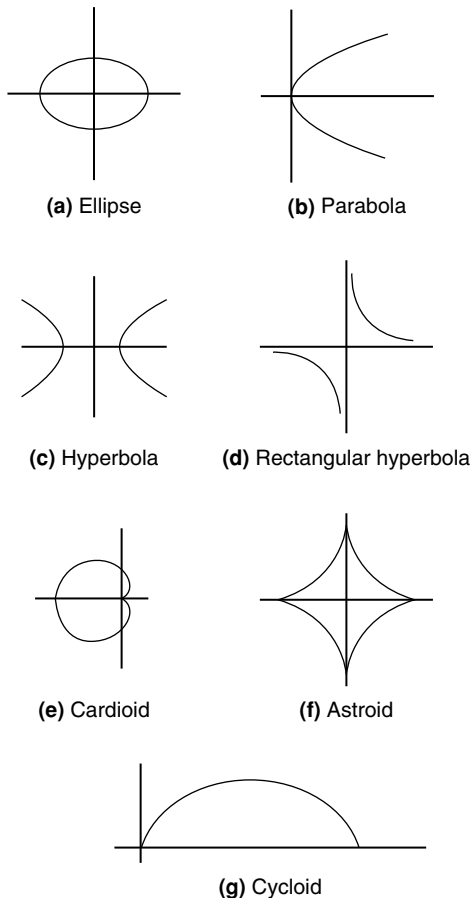 (a) Ellipse
(b) Parabola
(c) Hyperbola
(d) Rectangular hyperbola
(e) Cardioid
(f) Astroid
(g) Cycloid